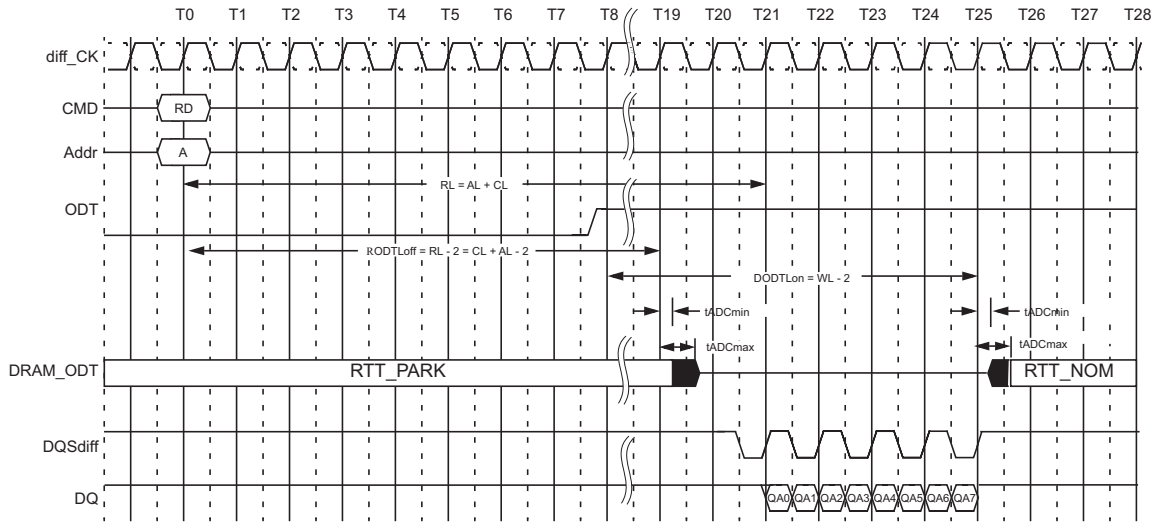 T0 T1 T2 T3 T4 T5 T6 T7 T8 T19 T20 T21 T22 T23 T24 T25 T26 T27 T28
diff_CK
CMD RD
Addr A
RL = AL + CL
ODT
RODTLoff = RL - 2 = CL + AL - 2
DODTLon = WL - 2
tADCmin tADCmin
tADCmax tADCmax
DRAM_ODT RTT_PARK RTT_NOM
DQSdiff
DQ QA0 QA1 QA2 QA3 QA4 QA5 QA6 QA7